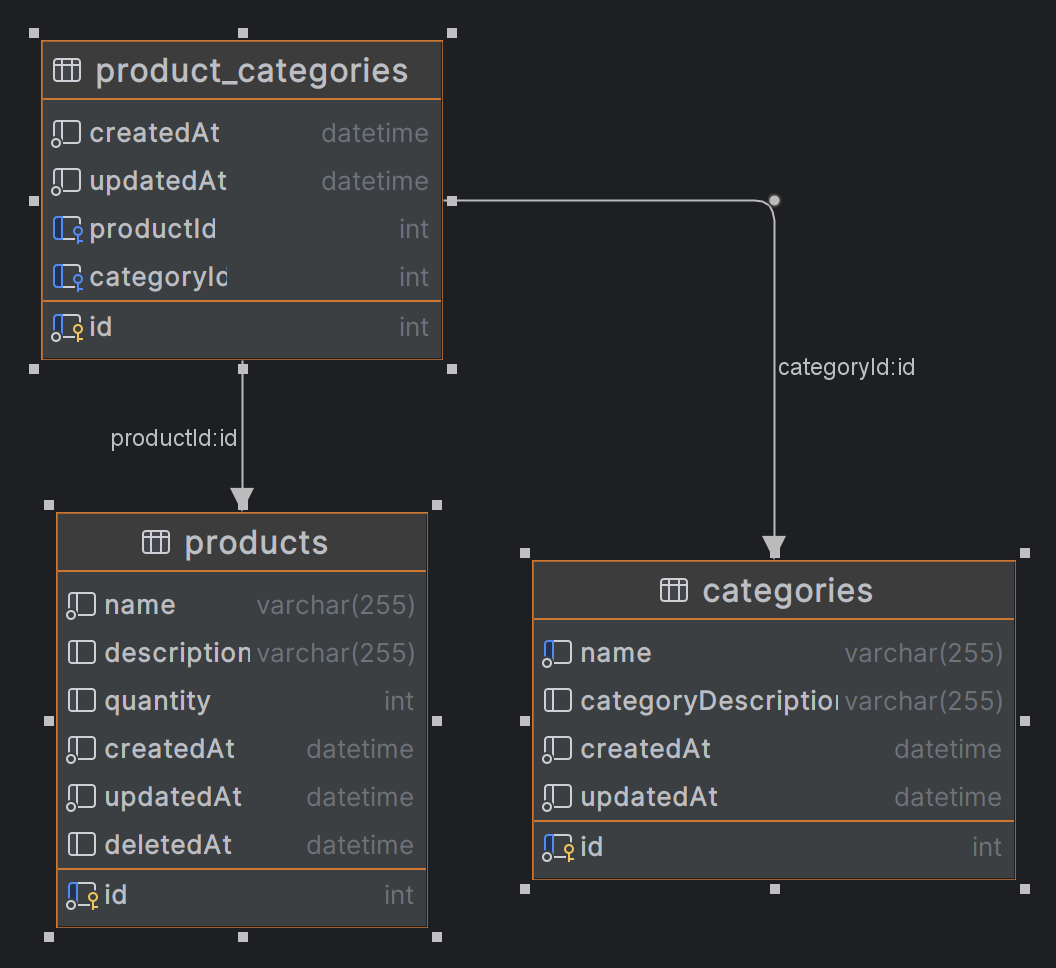 product_categories
createdAt datetime
updatedAt datetime
productId int
categoryId int
id int
categoryId:id
productId:id
products
name varchar(255)
description varchar(255)
quantity int
createdAt datetime
updatedAt datetime
deletedAt datetime
id int
categories
name varchar(255)
categoryDescription varchar(255)
createdAt datetime
updatedAt datetime
id int